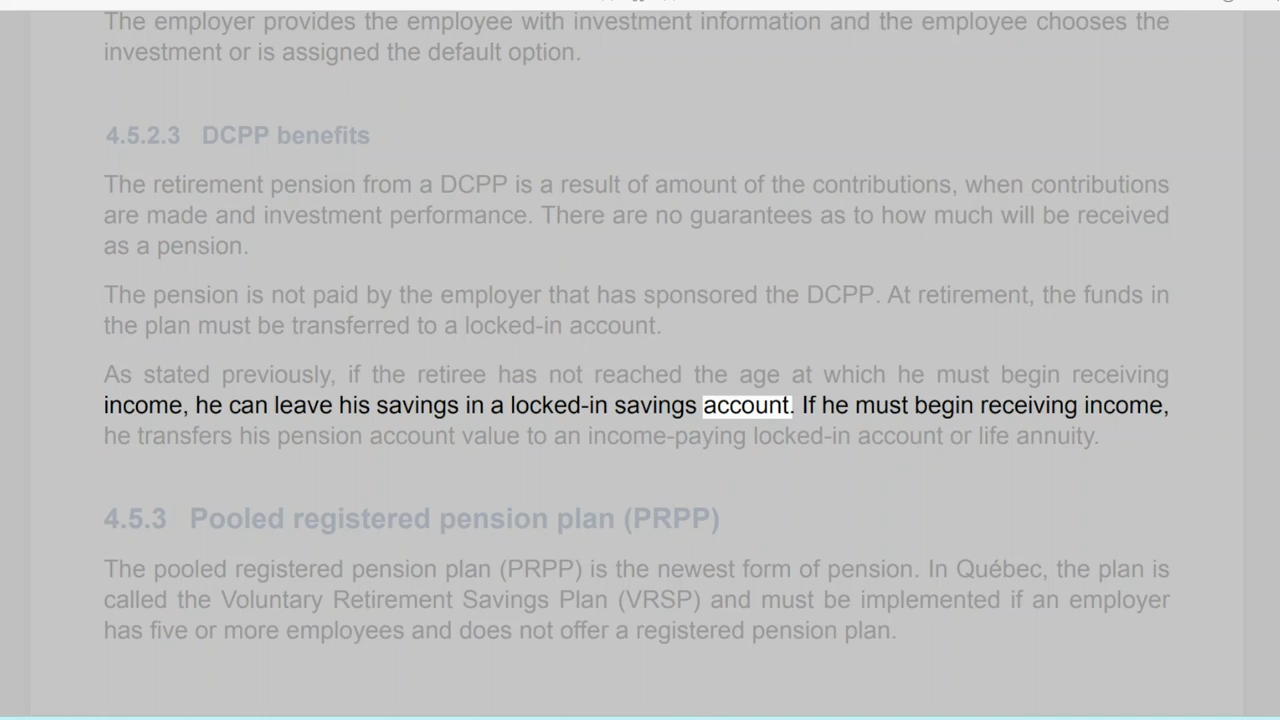 The employer provides the employee with investment information and the employee chooses the
investment or is assigned the default option.
4.5.2.3 DCPP benefits
The retirement pension from a DCPP is a result of amount of the contributions, when contributions
are made and investment performance. There are no guarantees as to how much will be received
as a pension.
The pension is not paid by the employer that has sponsored the DCPP. At retirement, the funds in
the plan must be transferred to a locked-in account.
As stated previously, if the retiree has not reached the age at which he must begin receiving
income, he can leave his savings in a locked-in savings account. If he must begin receiving income,
he transfers his pension account value to an income-paying locked-in account or life annuity.
4.5.3 Pooled registered pension plan (PRPP)
The pooled registered pension plan (PRPP) is the newest form of pension. In Québec, the plan is
called the Voluntary Retirement Savings Plan (VRSP) and must be implemented if an employer
has five or more employees and does not offer a registered pension plan.